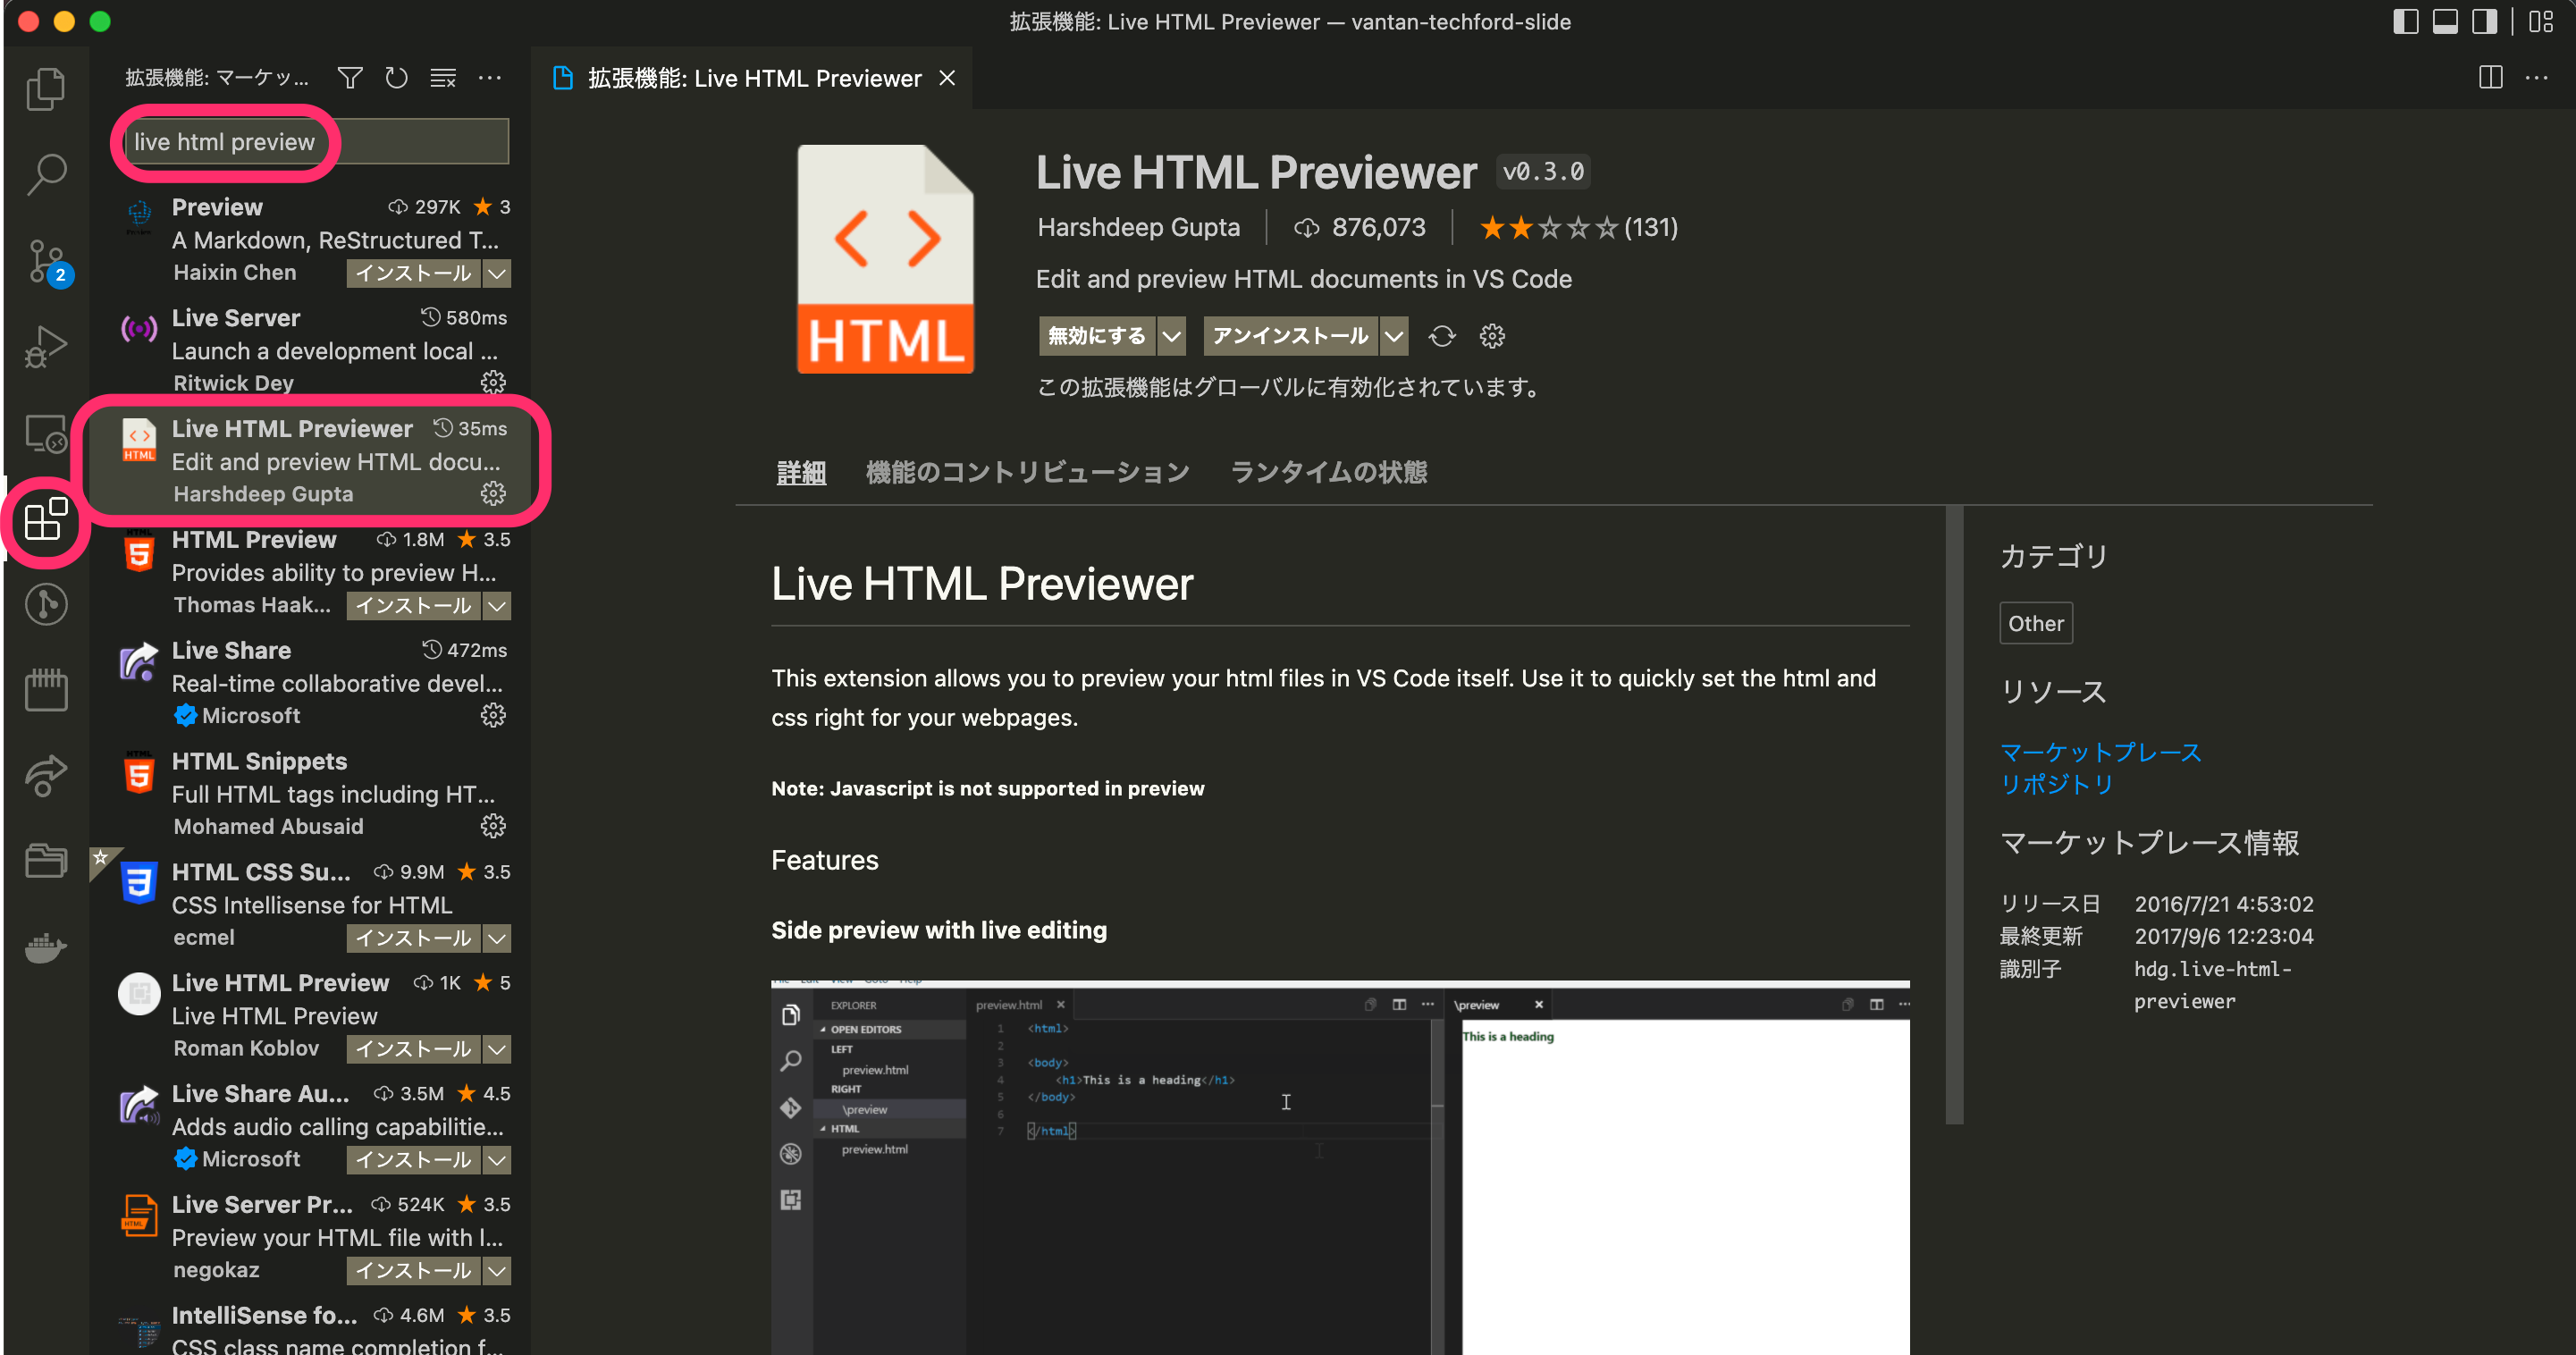 拡張機能: Live HTML Previewer — vantan-techford-slide
拡張機能: マーケッ...
live html preview
Preview 297K ★ 3
A Markdown, ReStructured T...
Haixin Chen インストール
Live Server 580ms
Launch a development local ...
Ritwick Dey
Live HTML Previewer 35ms
Edit and preview HTML docu...
Harshdeep Gupta
HTML Preview 1.8M ★ 3.5
Provides ability to preview H...
Thomas Haak... インストール
Live Share 472ms
Real-time collaborative devel...
Microsoft
HTML Snippets
Full HTML tags including HT...
Mohamed Abusaid
HTML CSS Su... 9.9M ★ 3.5
CSS Intellisense for HTML
ecmel インストール
Live HTML Preview 1K ★ 5
Live HTML Preview
Roman Koblov インストール
Live Share Au... 3.5M ★ 4.5
Adds audio calling capabilitie...
Microsoft インストール
Live Server Pr... 524K ★ 3.5
Preview your HTML file with l...
negokaz インストール
IntelliSense fo... 4.6M ★ 3.5
CSS class name completion f...
2
拡張機能: Live HTML Previewer
HTML
Live HTML Previewer v0.3.0
Harshdeep Gupta 876,073 ★★☆☆☆(131)
Edit and preview HTML documents in VS Code
無効にする アンインストール
この拡張機能はグローバルに有効化されています。
詳細 機能のコントリビューション ランタイムの状態
Live HTML Previewer
This extension allows you to preview your html files in VS Code itself. Use it to quickly set the html and
css right for your webpages.
Note: Javascript is not supported in preview
Features
Side preview with live editing
EXPLORER
OPEN EDITORS
LEFT
preview.html
RIGHT
\preview
HTML
preview.html
preview.html
1 <html>
2
3 <body>
4 <h1>This is a heading</h1>
5 </body>
6
7 </html>
\preview
This is a heading
カテゴリ
Other
リソース
マーケットプレース
リポジトリ
マーケットプレース情報
リリース日 2016/7/21 4:53:02
最終更新 2017/9/6 12:23:04
識別子 hdg.live-html-
previewer